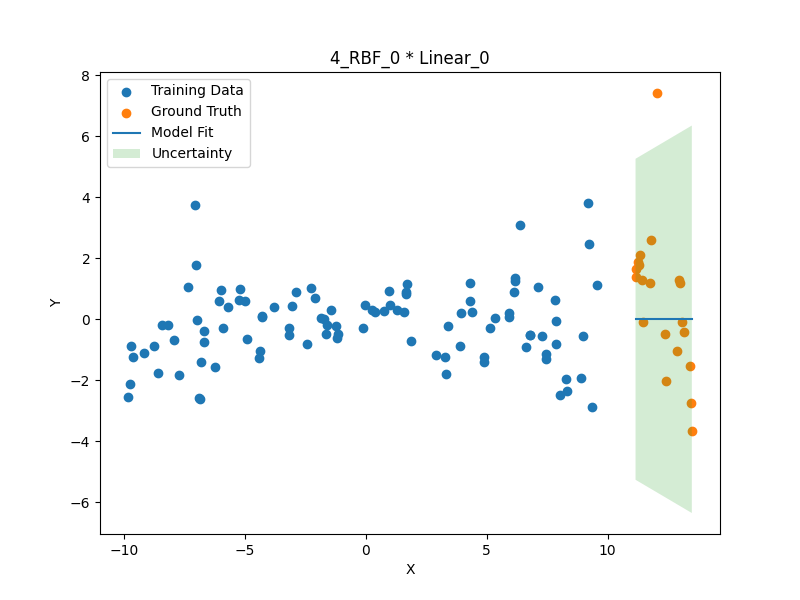 4_RBF_0 * Linear_0
Training Data
Ground Truth
Model Fit
Uncertainty
Y
8
6
4
2
0
−2
−4
−6
−10
−5
0
5
10
X